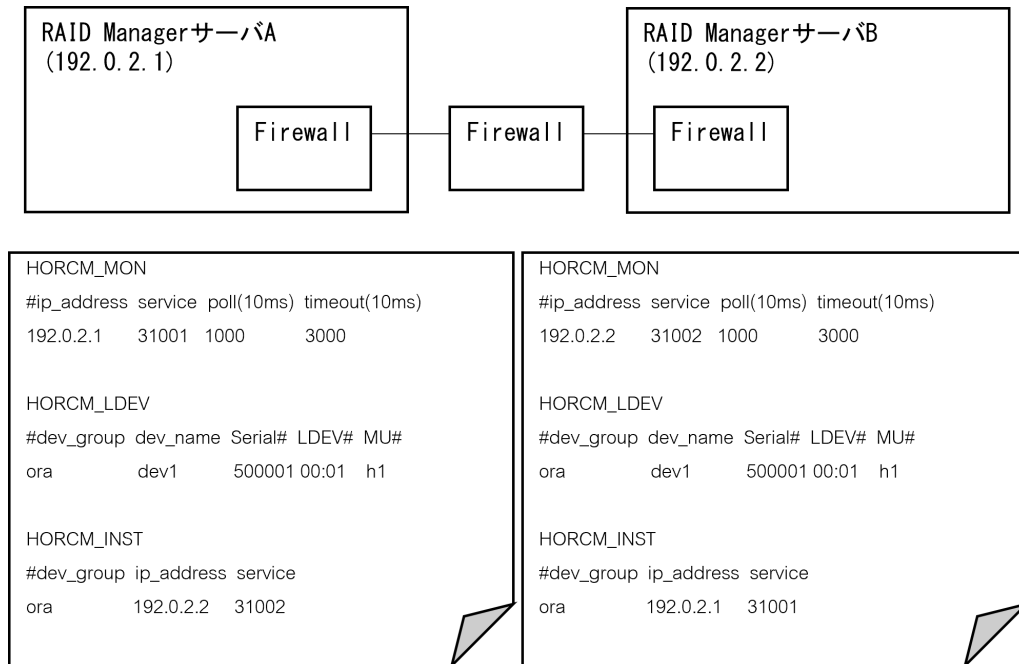 RAID ManagerサーバA
(192.0.2.1)
Firewall
Firewall
RAID ManagerサーバB
(192.0.2.2)
Firewall
HORCM_MON
#ip_address service poll(10ms) timeout(10ms)
192.0.2.1 31001 1000 3000
HORCM_LDEV
#dev_group dev_name Serial# LDEV# MU#
ora dev1 500001 00:01 h1
HORCM_INST
#dev_group ip_address service
ora 192.0.2.2 31002
HORCM_MON
#ip_address service poll(10ms) timeout(10ms)
192.0.2.2 31002 1000 3000
HORCM_LDEV
#dev_group dev_name Serial# LDEV# MU#
ora dev1 500001 00:01 h1
HORCM_INST
#dev_group ip_address service
ora 192.0.2.1 31001